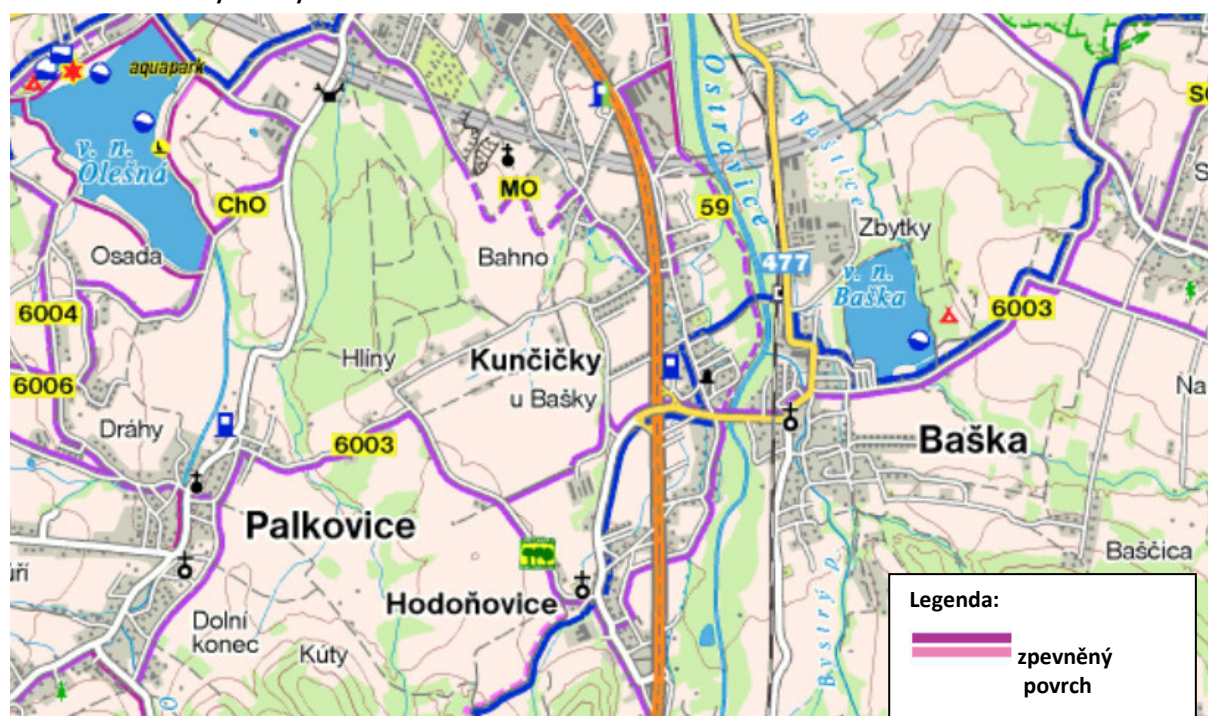 aquapark
v. n.
Olešná
ChO
MO
Ostravice
Baštice
59
Zbytky
Osada
Bahno
477
v. n.
Baška
6004
6003
Hlíny
Kunčičky
u Bašky
6006
Na
Dráhy
6003
Baška
Palkovice
Baščica
Hodoňovice
Dolní
konec
Kúty
Bystrý p.
Legenda:
zpevněný
povrch